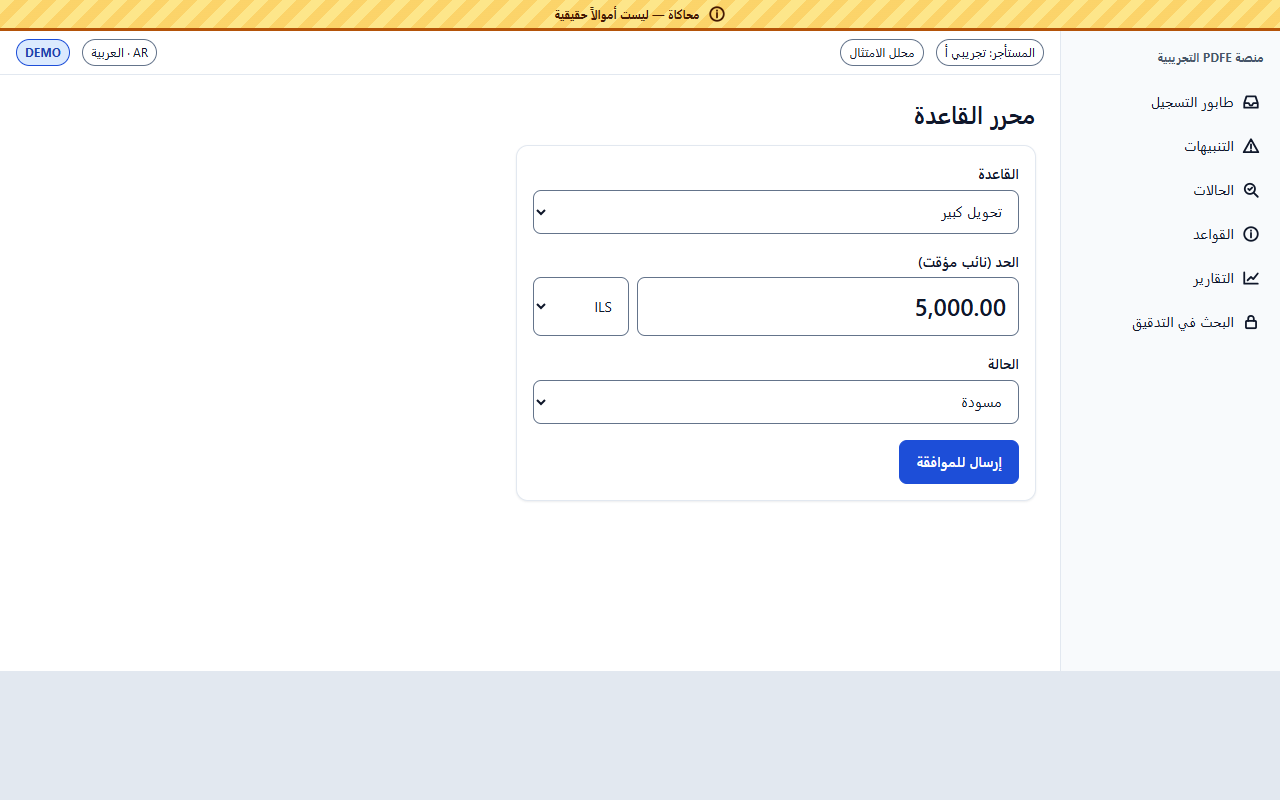 محاكاة — ليست أموالاً حقيقية
منصة PDFE التجريبية
طابور التسجيل
التنبيهات
الحالات
القواعد
التقارير
البحث في التدقيق
المستأجر: تجريبي أ
محلل الامتثال
AR · العربية
DEMO
محرر القاعدة
القاعدة
تحويل كبير
الحد (نائب مؤقت)
5,000.00
ILS
الحالة
مسودة
إرسال للموافقة